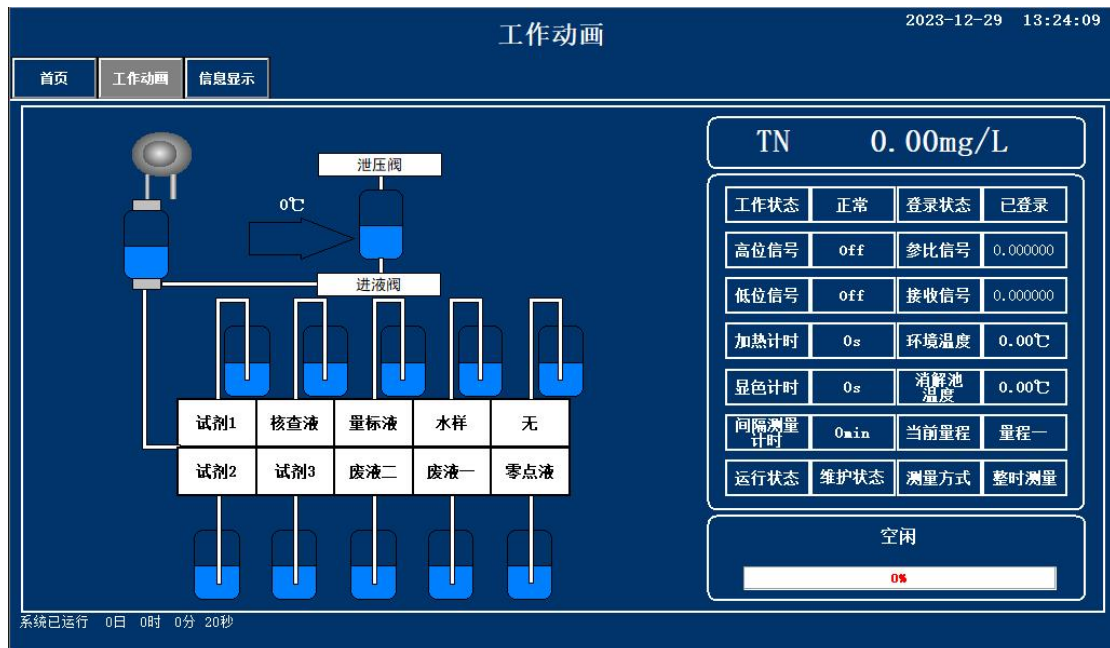 工作动画
2023-12-29 13:24:09
首页 工作动画 信息显示
泄压阀
0℃
进液阀
试剂1 核查液 量标液 水样 无
试剂2 试剂3 废液二 废液一 零点液
TN 0.00mg/L
工作状态 正常 登录状态 已登录
高位信号 Off 参比信号 0.000000
低位信号 Off 接收信号 0.000000
加热计时 0s 环境温度 0.00℃
显色计时 0s 消解池温度 0.00℃
间隔测量计时 0min 当前量程 量程一
运行状态 维护状态 测量方式 整时测量
空闲
0%
系统已运行 0日 0时 0分 20秒